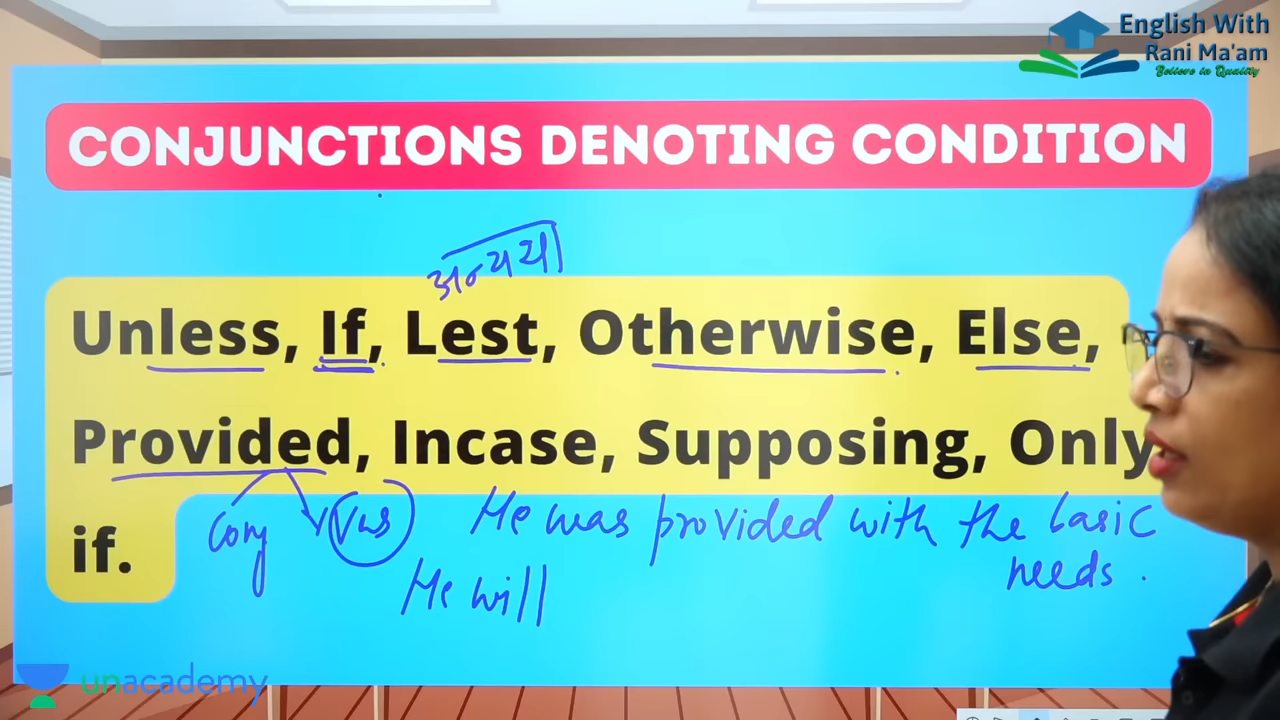 English With
Rani Ma'am
Believe in Quality
CONJUNCTIONS DENOTING CONDITION
अन्यथा
Unless, If, Lest, Otherwise, Else,
Provided, Incase, Supposing, Only
if.
Conj
He was provided with the basic
needs.
He will
unacademy